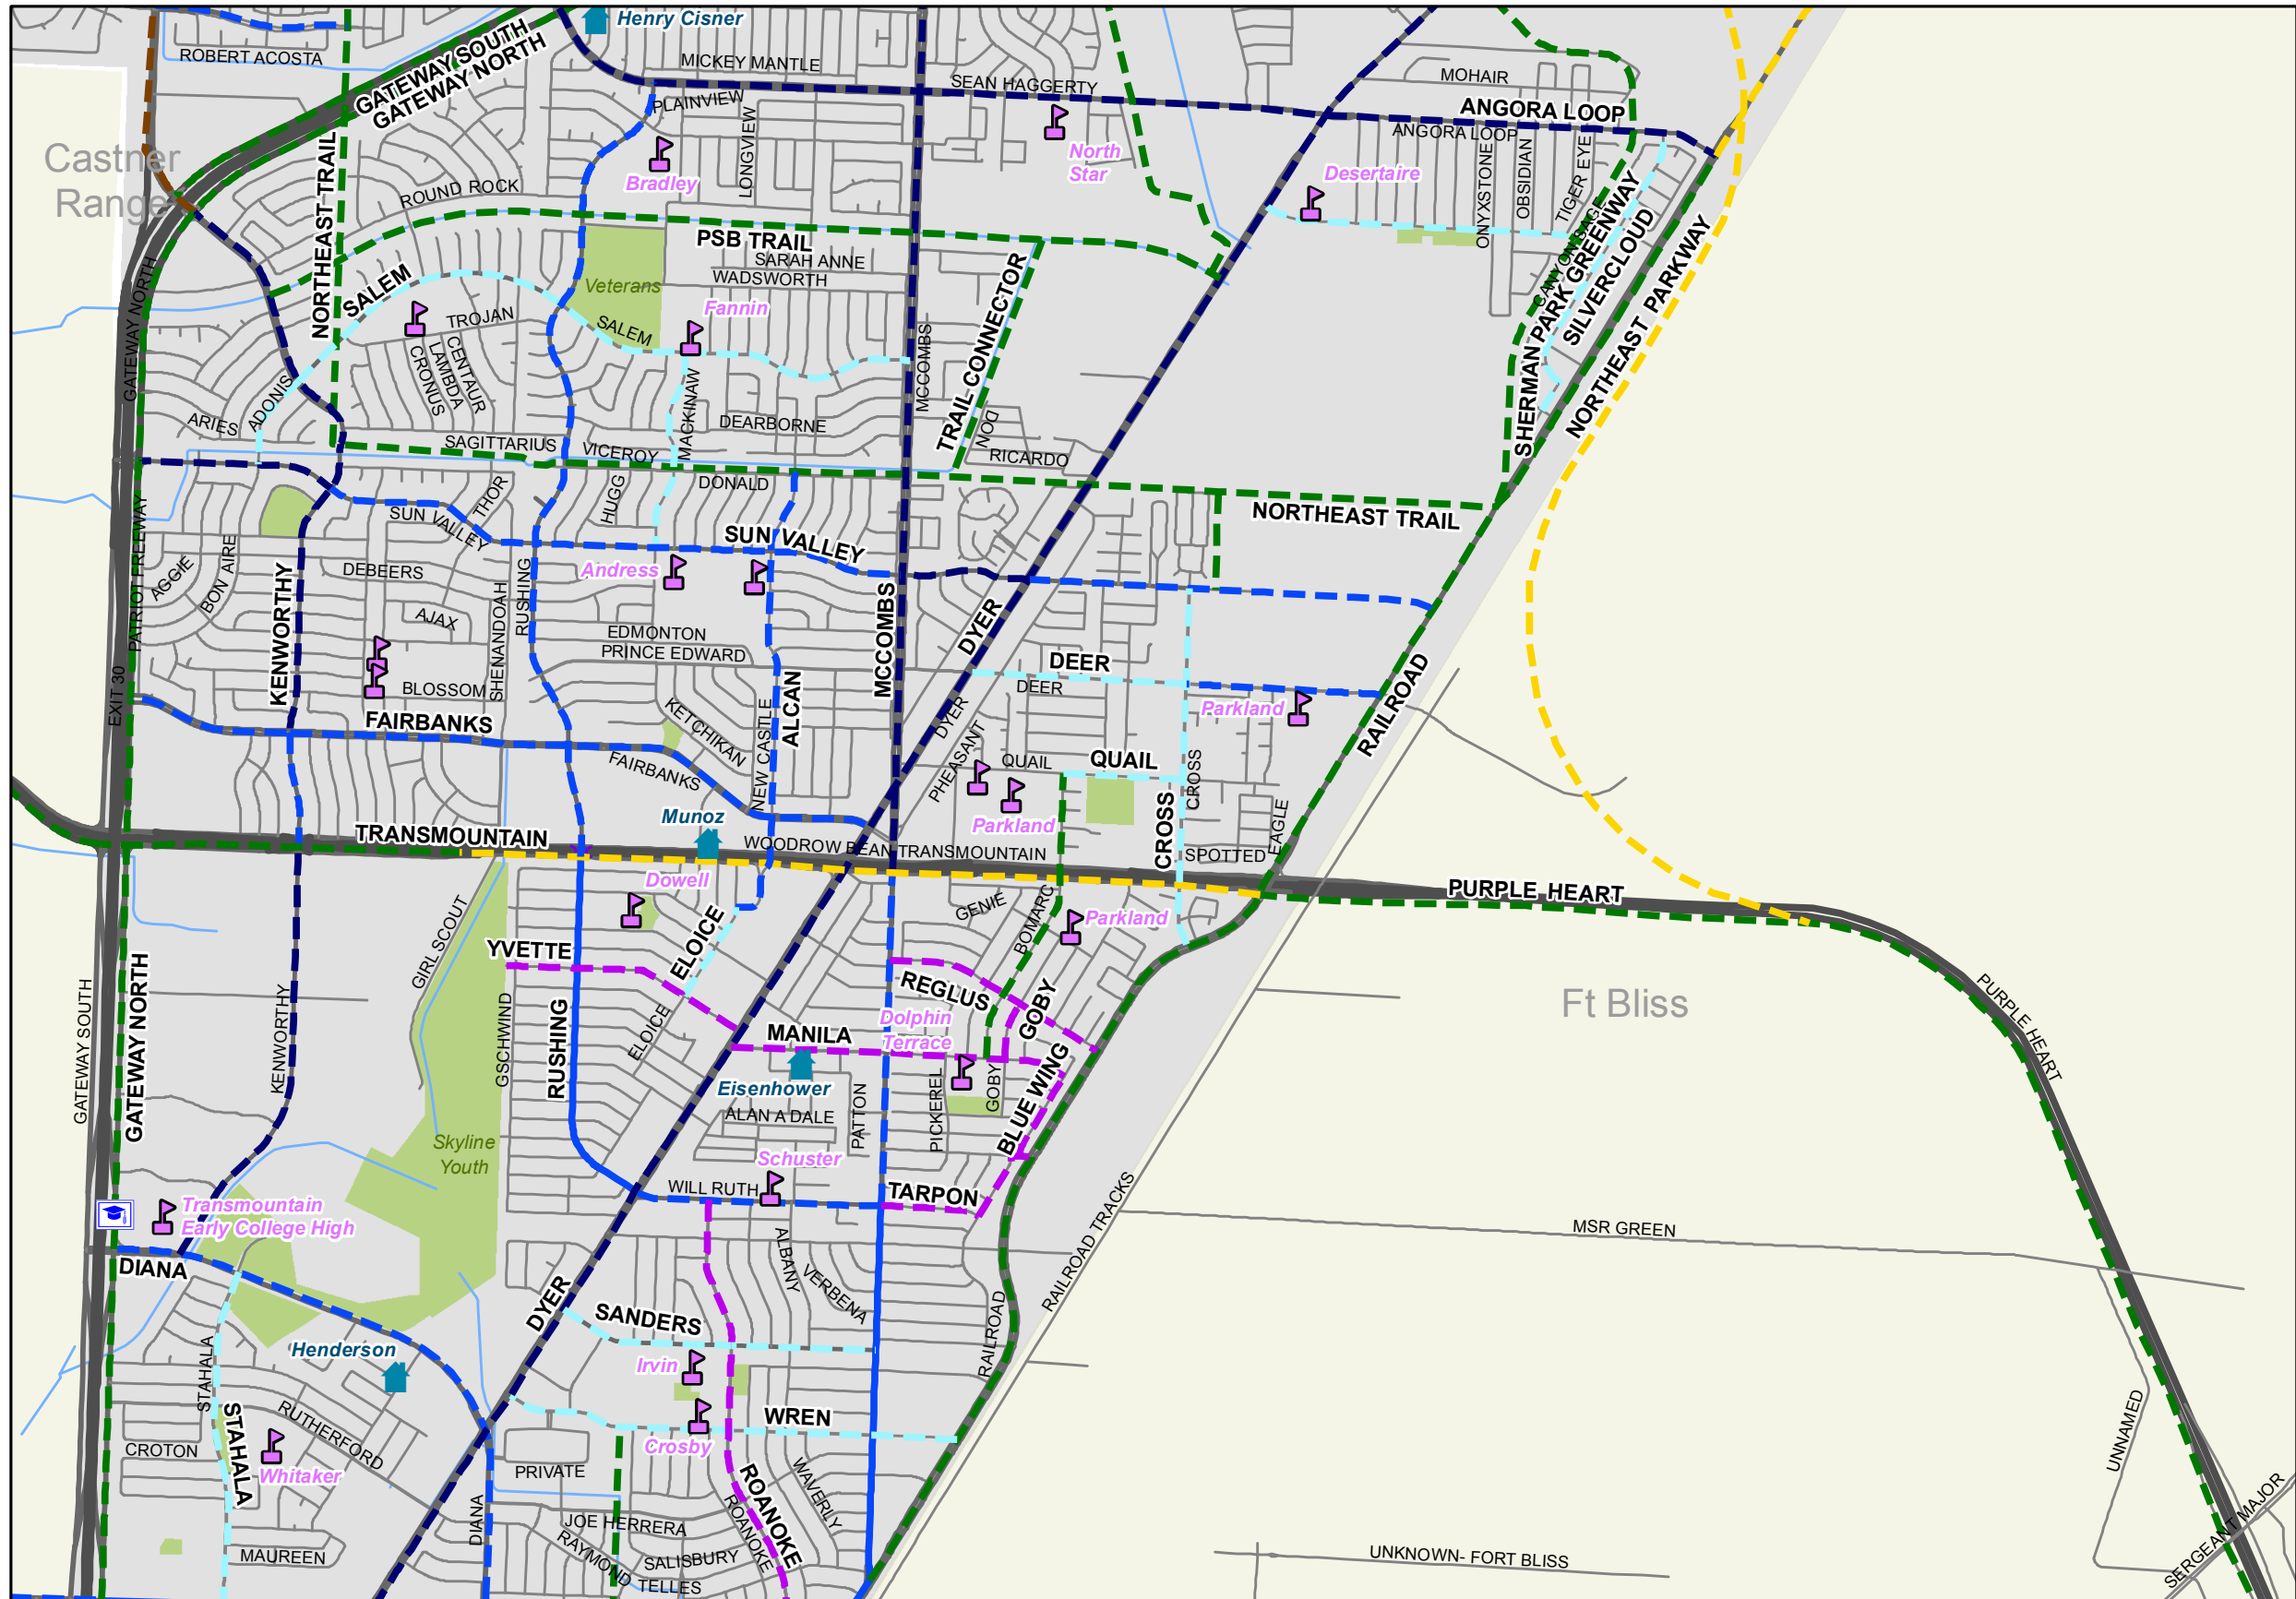 Henry Cisner
ROBERT ACOSTA
GATEWAY SOUTH
GATEWAY NORTH
MICKEY MANTLE
SEAN HAGGERTY
MOHAIR
PLAINVIEW
ANGORA LOOP
ANGORA LOOP
Castner
Range
NORTHEAST TRAIL
LONGVIEW
North
Star
Bradley
Desertaire
ONYXSTONE
OBSIDIAN
TIGER EYE
ROUND ROCK
CANYON SAGE
SHERMAN PARK GREENWAY
SILVERCLOUD
NORTHEAST PARKWAY
PSB TRAIL
SARAH ANNE
WADSWORTH
TRAIL CONNECTOR
GATEWAY NORTH
SALEM
Veterans
Fannin
TROJAN
SALEM
CENTAUR
LAMBDA
CRONUS
MCCOMBS
ADONIS
ARIES
MACKINAW
DEARBORNE
DON
SAGITTARIUS
VICEROY
RICARDO
DONALD
THOR
HUGG
PATRIOT FREEWAY
SUN VALLEY
SUN VALLEY
NORTHEAST TRAIL
AGGIE
BON AIRE
DEBEERS
Andress
KENWORTHY
AJAX
SHENANDOAH
RUSHING
MCCOMBS
DYER
EDMONTON
PRINCE EDWARD
DEER
DEER
EXIT 30
BLOSSOM
FAIRBANKS
KETCHIKAN
NEW CASTLE
ALCAN
DYER
PHEASANT
Parkland
RAILROAD
FAIRBANKS
QUAIL
QUAIL
CROSS
CROSS
Munoz
Parkland
TRANSMOUNTAIN
WOODROW BEAN TRANSMOUNTAIN
SPOTTED
EAGLE
Dowell
PURPLE HEART
GIRL SCOUT
ELOICE
GENIE
BOMARC
Parkland
YVETTE
REGLUS
GOBY
Ft Bliss
PURPLE HEART
GATEWAY SOUTH
GATEWAY NORTH
KENWORTHY
GSCHWIND
RUSHING
ELOICE
MANILA
Dolphin
Terrace
Eisenhower
ALAN A DALE
PATTON
PICKEREL
GOBY
BLUE WING
Skyline
Youth
Schuster
WILL RUTH
TARPON
Transmountain
Early College High
RAILROAD TRACKS
MSR GREEN
DIANA
ALBANY
VERBENA
DYER
SANDERS
RAILROAD
Henderson
Irvin
STAHALA
STAHALA
RUTHERFORD
WREN
Crosby
CROTON
Whitaker
PRIVATE
UNNAMED
DIANA
ROANOKE
ROANOKE
WAVERLY
JOE HERRERA
RAYMOND TELLES
SALISBURY
MAUREEN
UNKNOWN- FORT BLISS
SERGEANT MAJOR